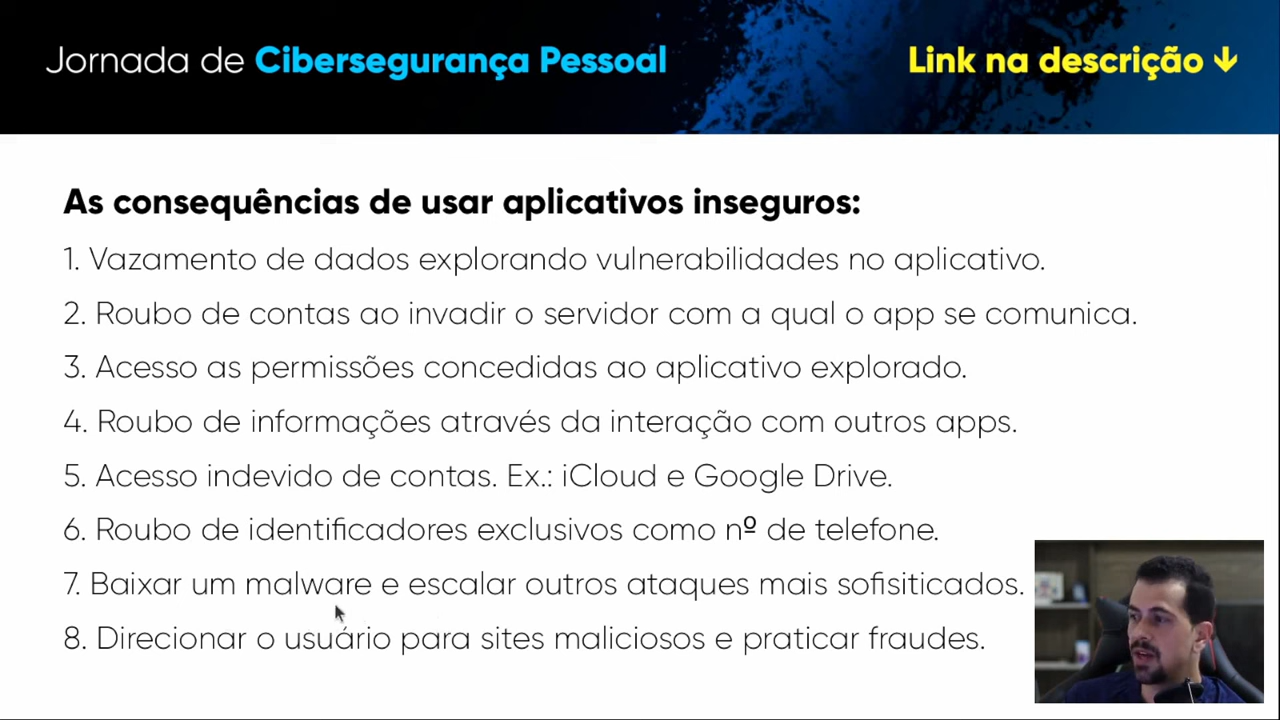 Jornada de Cibersegurança Pessoal
Link na descrição ↓
As consequências de usar aplicativos inseguros:
1. Vazamento de dados explorando vulnerabilidades no aplicativo.
2. Roubo de contas ao invadir o servidor com a qual o app se comunica.
3. Acesso as permissões concedidas ao aplicativo explorado.
4. Roubo de informações através da interação com outros apps.
5. Acesso indevido de contas. Ex.: iCloud e Google Drive.
6. Roubo de identificadores exclusivos como nº de telefone.
7. Baixar um malware e escalar outros ataques mais sofisiticados.
8. Direcionar o usuário para sites maliciosos e praticar fraudes.